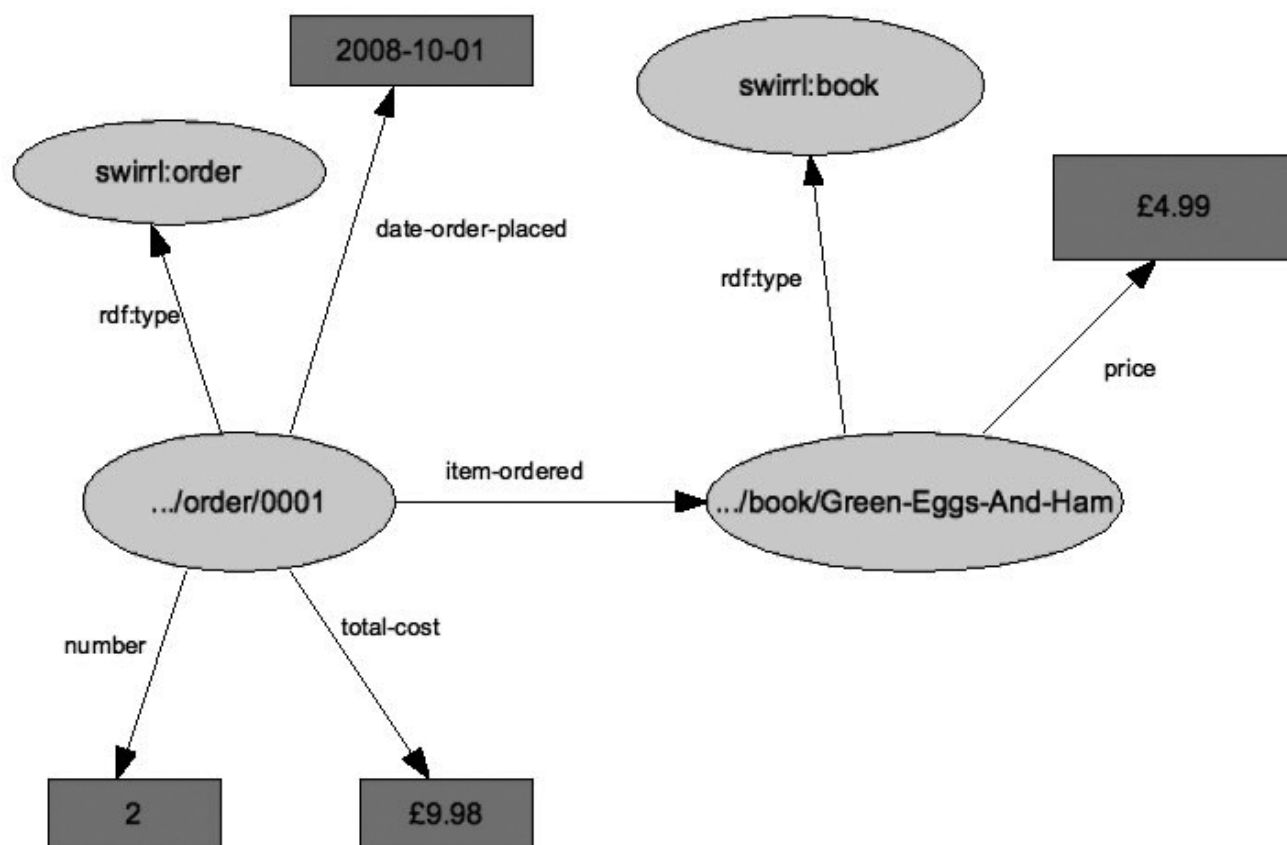 2008-10-01
swirrl:book
swirrl:order
£4.99
date-order-placed
rdf:type
rdf:type
price
item-ordered
.../order/0001
.../book/Green-Eggs-And-Ham
total-cost
number
2
£9.98